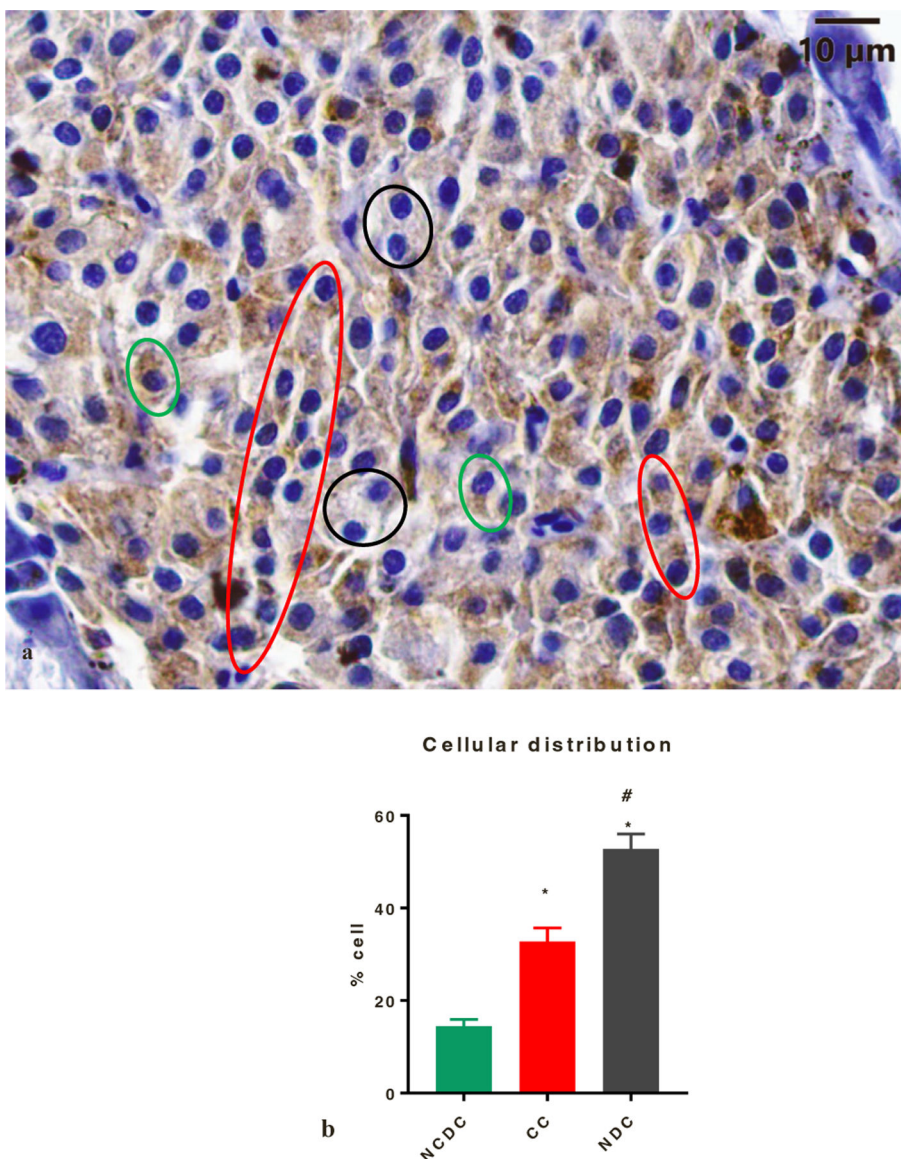 10 µm
a
Cellular distribution
#
*
*
60
40
20
0
% cell
NCDC
CC
NDC
b